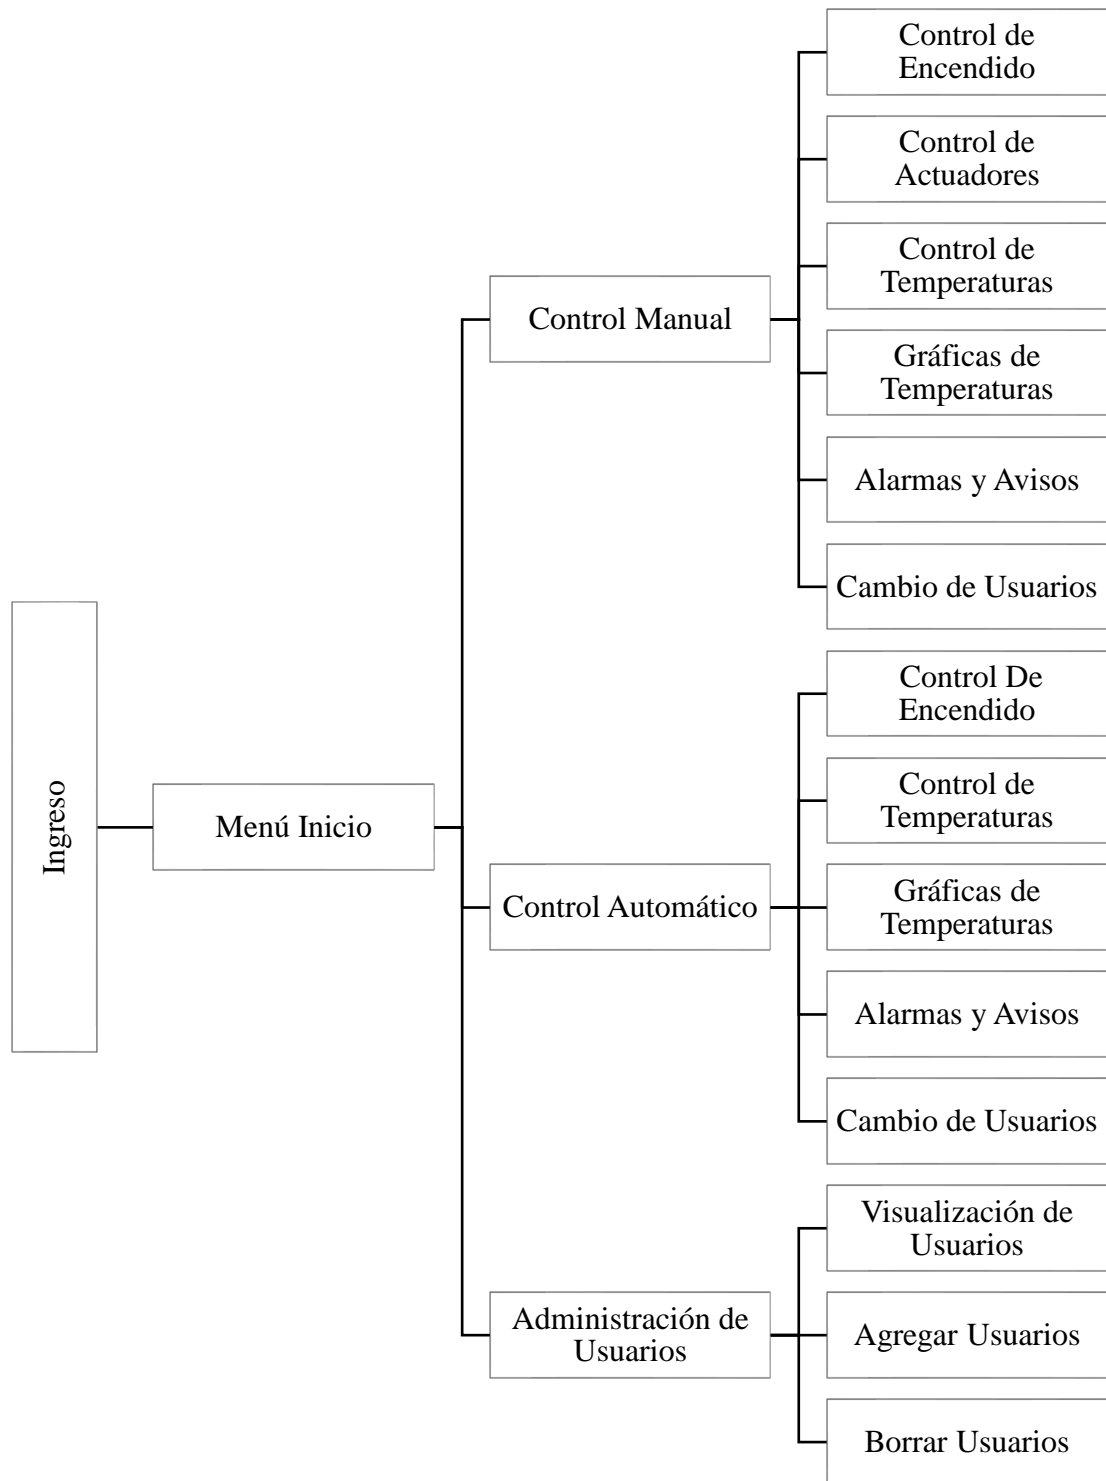 Ingreso
Menú Inicio
Control Manual
Control de
Encendido
Control de
Actuadores
Control de
Temperaturas
Gráficas de
Temperaturas
Alarmas y Avisos
Cambio de Usuarios
Control Automático
Control De
Encendido
Control de
Temperaturas
Gráficas de
Temperaturas
Alarmas y Avisos
Cambio de Usuarios
Administración de
Usuarios
Visualización de
Usuarios
Agregar Usuarios
Borrar Usuarios